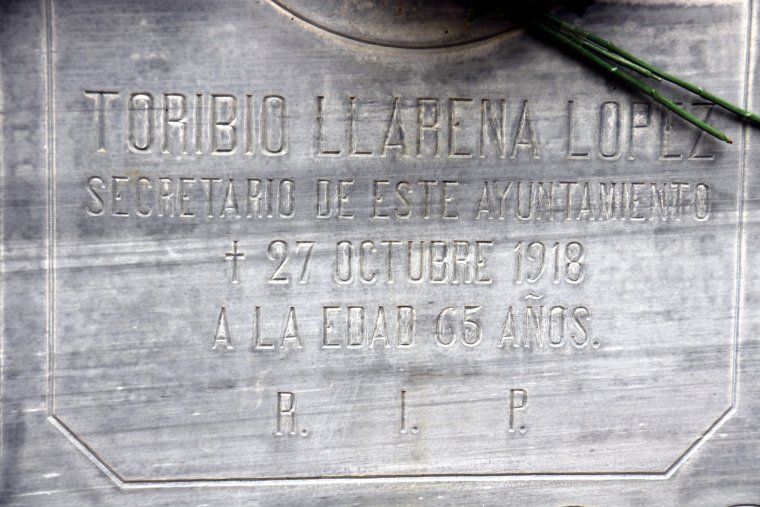 TORIBIO LLARENA LOPEZ
SECRETARIO DE ESTE AYUNTAMIENTO
† 27 OCTUBRE 1918
A LA EDAD 65 AÑOS.
R. I. P.